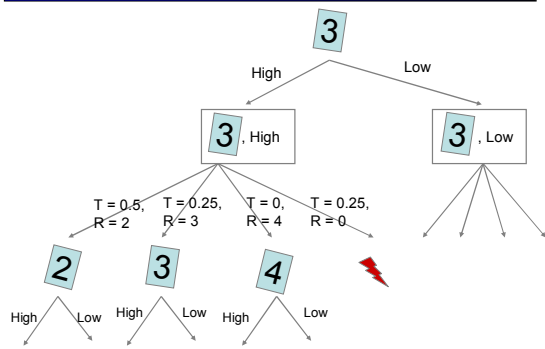 3
High
Low
3 , High
3 , Low
T = 0.5, T = 0.25, T = 0, T = 0.25,
R = 2 R = 3 R = 4 R = 0
2 3 4
High Low High Low High Low